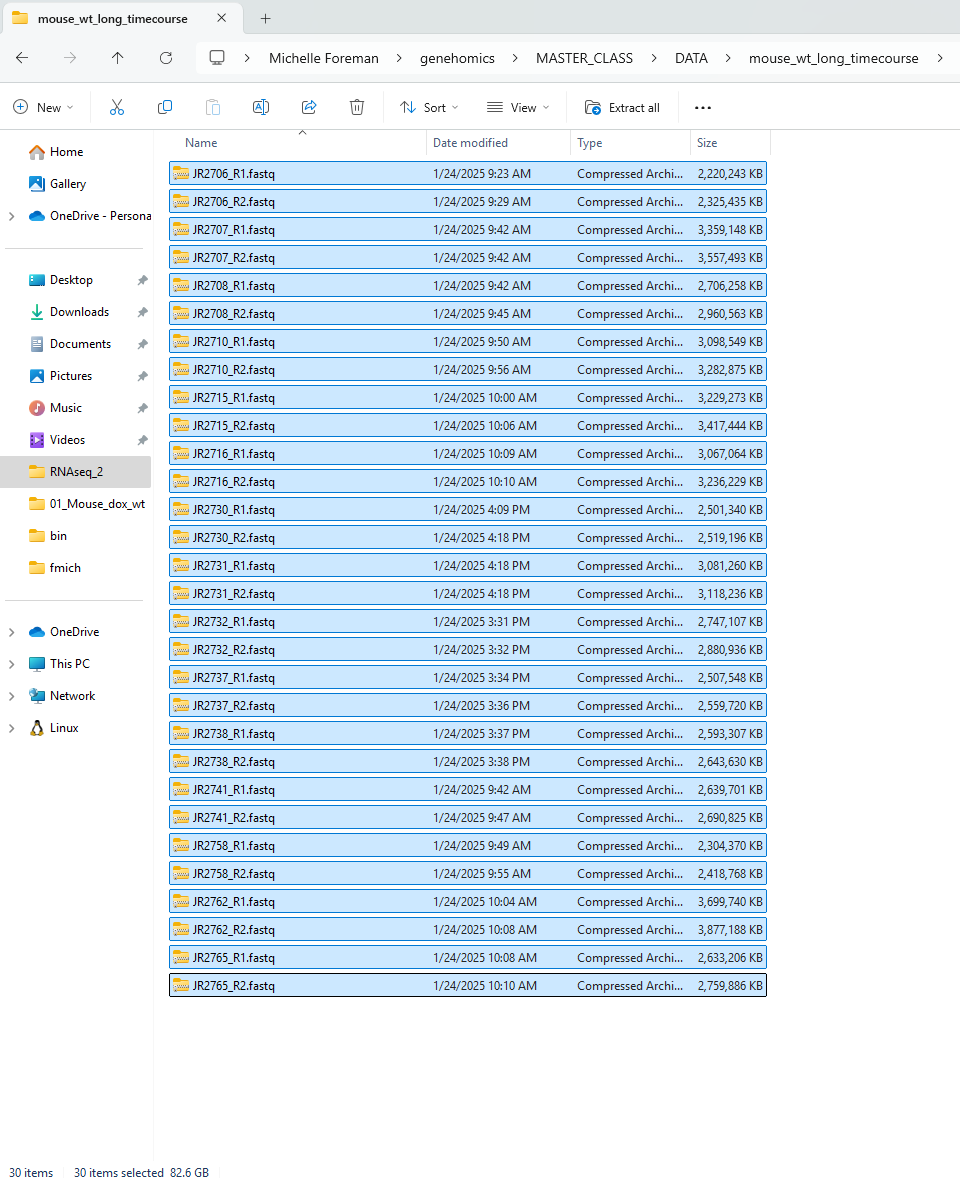 mouse_wt_long_timecourse
Michelle Foreman genehomics MASTER_CLASS DATA mouse_wt_long_timecourse
New Sort View Extract all
Name Date modified Type Size
Home
Gallery
OneDrive - Persona
Desktop
Downloads
Documents
Pictures
Music
Videos
RNAseq_2
01_Mouse_dox_wt
bin
fmich
OneDrive
This PC
Network
Linux
JR2706_R1.fastq 1/24/2025 9:23 AM Compressed Archi... 2,220,243 KB
JR2706_R2.fastq 1/24/2025 9:29 AM Compressed Archi... 2,325,435 KB
JR2707_R1.fastq 1/24/2025 9:42 AM Compressed Archi... 3,359,148 KB
JR2707_R2.fastq 1/24/2025 9:42 AM Compressed Archi... 3,557,493 KB
JR2708_R1.fastq 1/24/2025 9:42 AM Compressed Archi... 2,706,258 KB
JR2708_R2.fastq 1/24/2025 9:45 AM Compressed Archi... 2,960,563 KB
JR2710_R1.fastq 1/24/2025 9:50 AM Compressed Archi... 3,098,549 KB
JR2710_R2.fastq 1/24/2025 9:56 AM Compressed Archi... 3,282,875 KB
JR2715_R1.fastq 1/24/2025 10:00 AM Compressed Archi... 3,229,273 KB
JR2715_R2.fastq 1/24/2025 10:06 AM Compressed Archi... 3,417,444 KB
JR2716_R1.fastq 1/24/2025 10:09 AM Compressed Archi... 3,067,064 KB
JR2716_R2.fastq 1/24/2025 10:10 AM Compressed Archi... 3,236,229 KB
JR2730_R1.fastq 1/24/2025 4:09 PM Compressed Archi... 2,501,340 KB
JR2730_R2.fastq 1/24/2025 4:18 PM Compressed Archi... 2,519,196 KB
JR2731_R1.fastq 1/24/2025 4:18 PM Compressed Archi... 3,081,260 KB
JR2731_R2.fastq 1/24/2025 4:18 PM Compressed Archi... 3,118,236 KB
JR2732_R1.fastq 1/24/2025 3:31 PM Compressed Archi... 2,747,107 KB
JR2732_R2.fastq 1/24/2025 3:32 PM Compressed Archi... 2,880,936 KB
JR2737_R1.fastq 1/24/2025 3:34 PM Compressed Archi... 2,507,548 KB
JR2737_R2.fastq 1/24/2025 3:36 PM Compressed Archi... 2,559,720 KB
JR2738_R1.fastq 1/24/2025 3:37 PM Compressed Archi... 2,593,307 KB
JR2738_R2.fastq 1/24/2025 3:38 PM Compressed Archi... 2,643,630 KB
JR2741_R1.fastq 1/24/2025 9:42 AM Compressed Archi... 2,639,701 KB
JR2741_R2.fastq 1/24/2025 9:47 AM Compressed Archi... 2,690,825 KB
JR2758_R1.fastq 1/24/2025 9:49 AM Compressed Archi... 2,304,370 KB
JR2758_R2.fastq 1/24/2025 9:55 AM Compressed Archi... 2,418,768 KB
JR2762_R1.fastq 1/24/2025 10:04 AM Compressed Archi... 3,699,740 KB
JR2762_R2.fastq 1/24/2025 10:08 AM Compressed Archi... 3,877,188 KB
JR2765_R1.fastq 1/24/2025 10:08 AM Compressed Archi... 2,633,206 KB
JR2765_R2.fastq 1/24/2025 10:10 AM Compressed Archi... 2,759,886 KB
30 items 30 items selected 82.6 GB